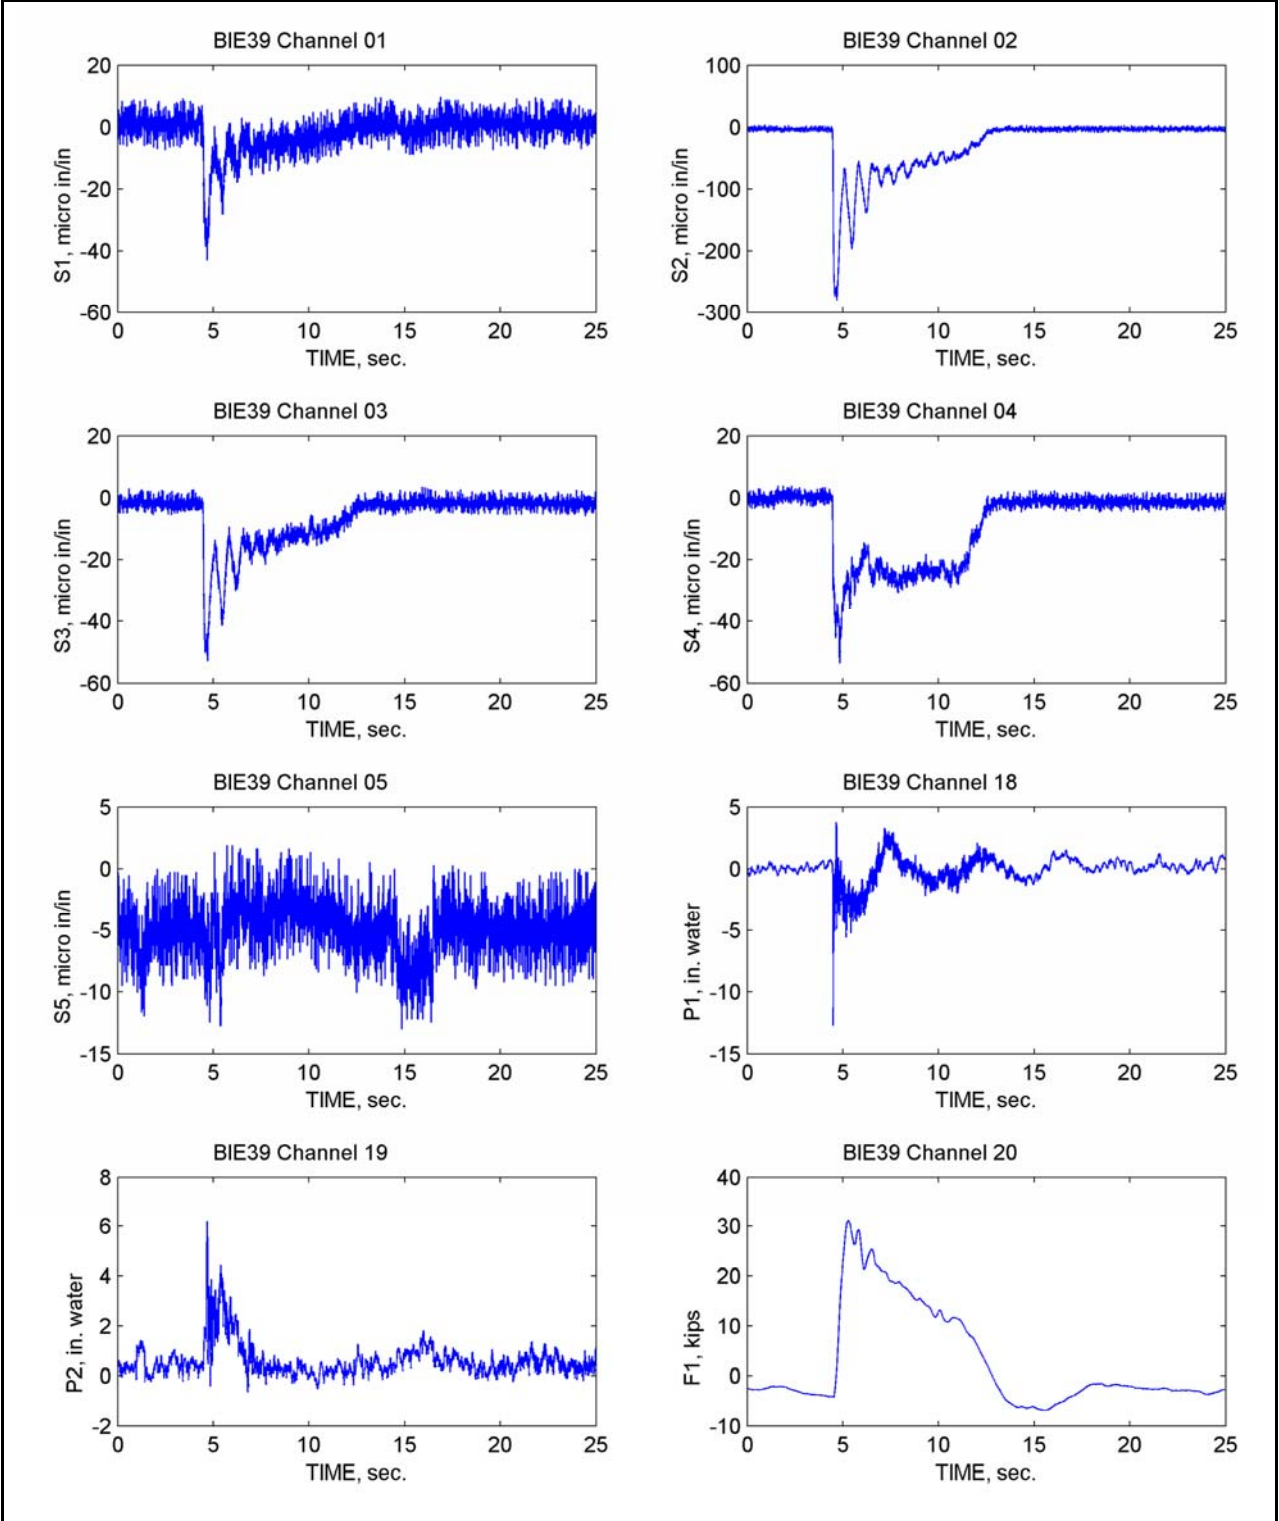 BIE39 Channel 01
20
0
-20
-40
-60
S1, micro in/in
0 5 10 15 20 25
TIME, sec.
BIE39 Channel 02
100
0
-100
-200
-300
S2, micro in/in
0 5 10 15 20 25
TIME, sec.
BIE39 Channel 03
20
0
-20
-40
-60
S3, micro in/in
0 5 10 15 20 25
TIME, sec.
BIE39 Channel 04
20
0
-20
-40
-60
S4, micro in/in
0 5 10 15 20 25
TIME, sec.
BIE39 Channel 05
5
0
-5
-10
-15
S5, micro in/in
0 5 10 15 20 25
TIME, sec.
BIE39 Channel 18
5
0
-5
-10
-15
P1, in. water
0 5 10 15 20 25
TIME, sec.
BIE39 Channel 19
8
6
4
2
0
-2
P2, in. water
0 5 10 15 20 25
TIME, sec.
BIE39 Channel 20
40
30
20
10
0
-10
F1, kips
0 5 10 15 20 25
TIME, sec.